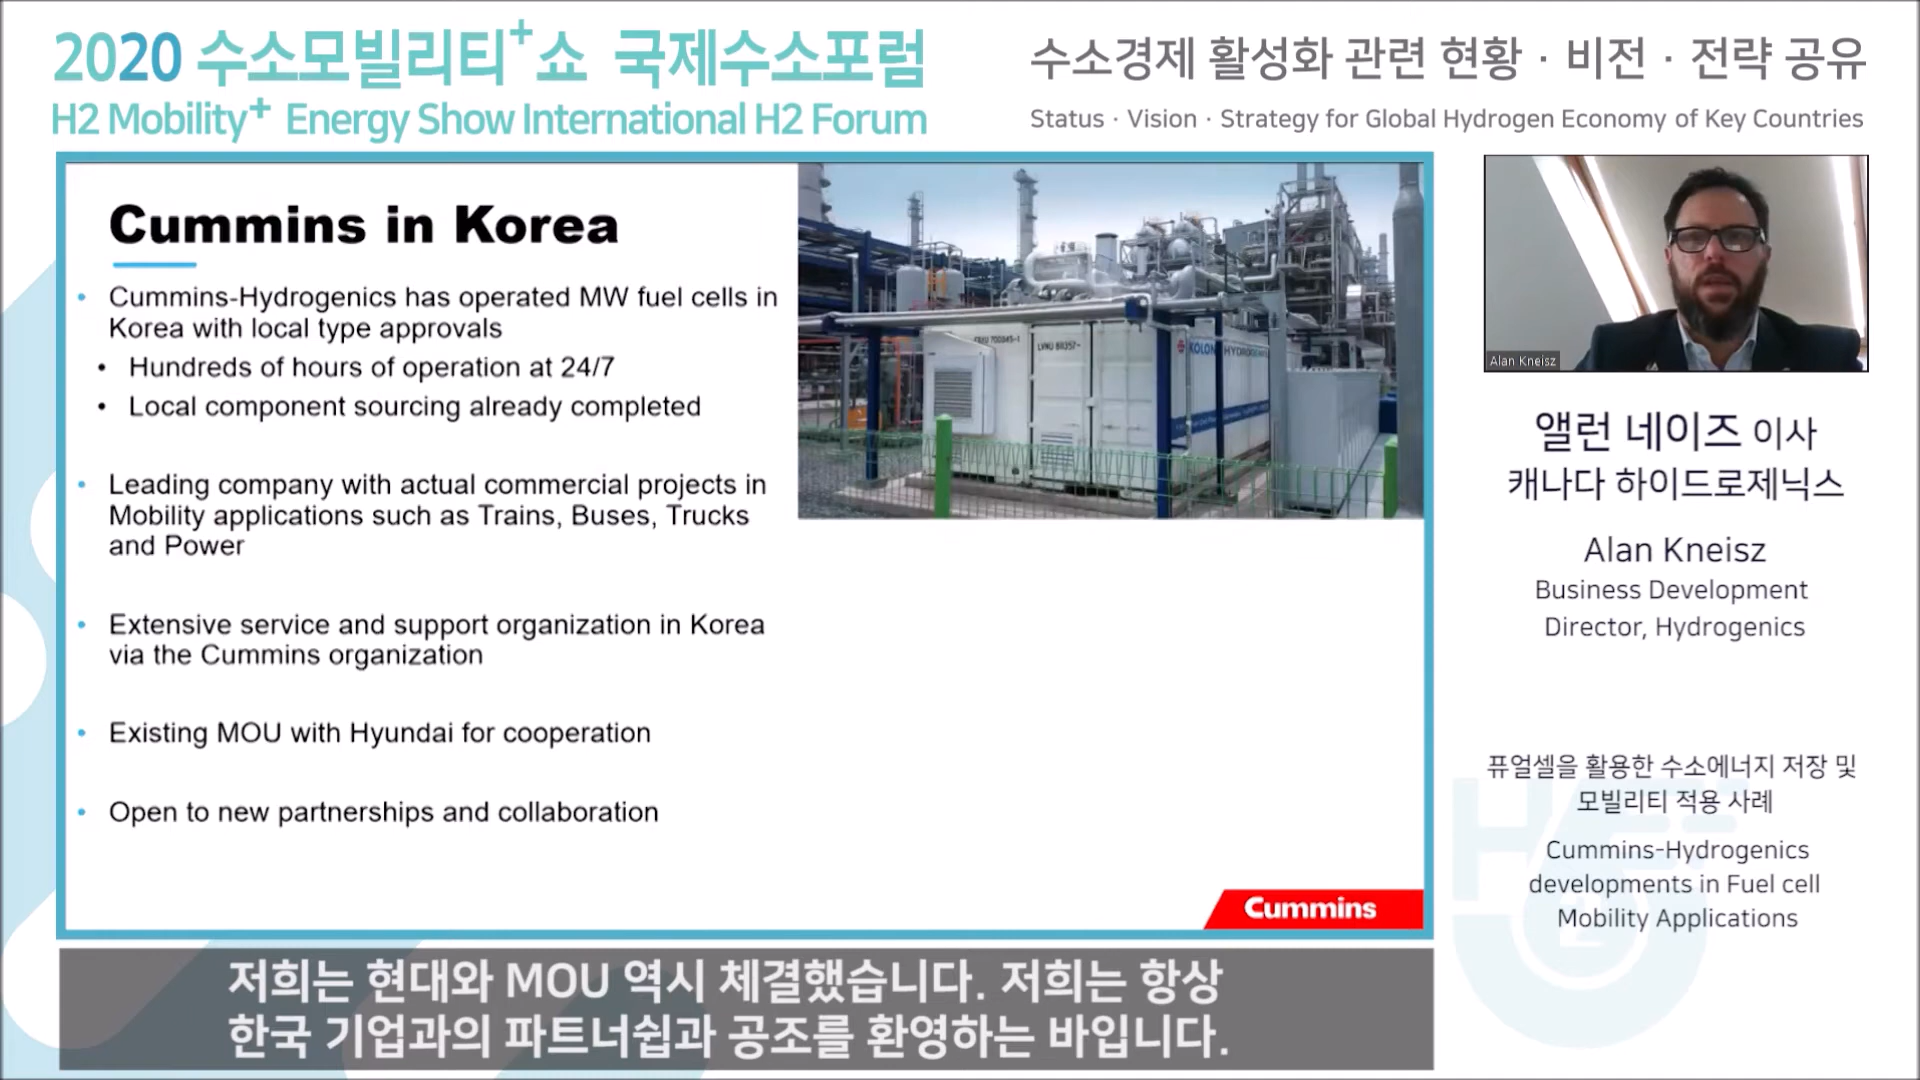 2020 수소모빌리티+쇼 국제수소포럼
H2 Mobility+ Energy Show International H2 Forum
수소경제 활성화 관련 현황 · 비전 · 전략 공유
Status · Vision · Strategy for Global Hydrogen Economy of Key Countries
Cummins in Korea
• Cummins-Hydrogenics has operated MW fuel cells in
Korea with local type approvals
• Hundreds of hours of operation at 24/7
• Local component sourcing already completed
• Leading company with actual commercial projects in
Mobility applications such as Trains, Buses, Trucks
and Power
• Extensive service and support organization in Korea
via the Cummins organization
• Existing MOU with Hyundai for cooperation
• Open to new partnerships and collaboration
KOLON HYDROGENICS
Cummins
Alan Kneisz
앨런 네이즈 이사
캐나다 하이드로제닉스
Alan Kneisz
Business Development
Director, Hydrogenics
퓨얼셀을 활용한 수소에너지 저장 및
모빌리티 적용 사례
Cummins-Hydrogenics
developments in Fuel cell
Mobility Applications
저희는 현대와 MOU 역시 체결했습니다. 저희는 항상
한국 기업과의 파트너쉽과 공조를 환영하는 바입니다.